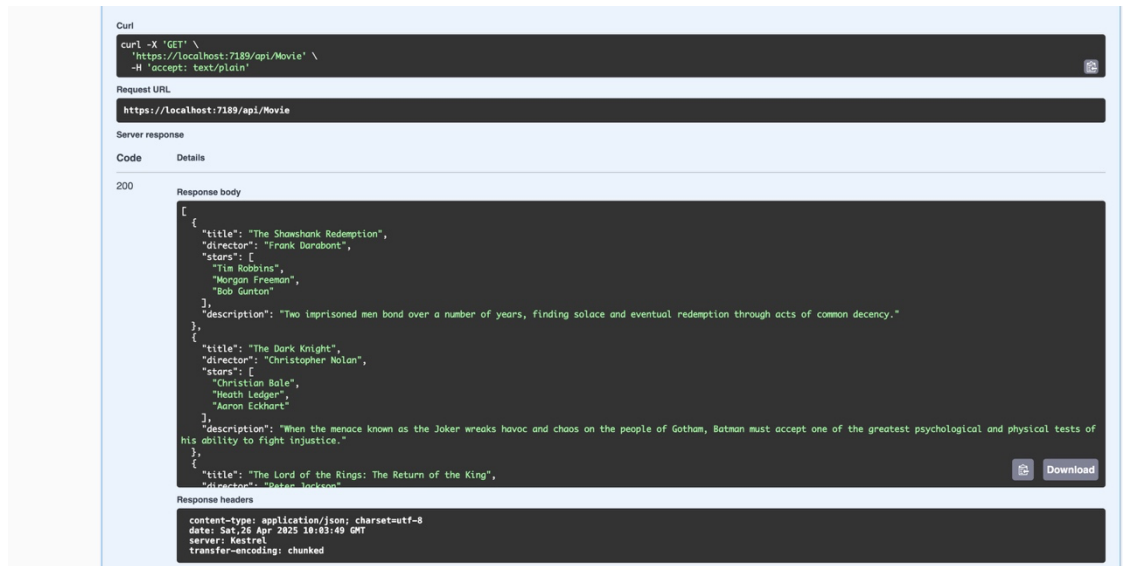 Curl
curl -X 'GET' \
'https://localhost:7189/api/Movie' \
-H 'accept: text/plain'
Request URL
https://localhost:7189/api/Movie
Server response
Code Details
200
Response body
[
{
"title": "The Shawshank Redemption",
"director": "Frank Darabont",
"stars": [
"Tim Robbins",
"Morgan Freeman",
"Bob Gunton"
],
"description": "Two imprisoned men bond over a number of years, finding solace and eventual redemption through acts of common decency."
},
{
"title": "The Dark Knight",
"director": "Christopher Nolan",
"stars": [
"Christian Bale",
"Heath Ledger",
"Aaron Eckhart"
],
"description": "When the menace known as the Joker wreaks havoc and chaos on the people of Gotham, Batman must accept one of the greatest psychological and physical tests of
his ability to fight injustice."
},
{
"title": "The Lord of the Rings: The Return of the King",
"director": "Peter Jackson"
Download
Response headers
content-type: application/json; charset=utf-8
date: Sat,26 Apr 2025 10:03:49 GMT
server: Kestrel
transfer-encoding: chunked